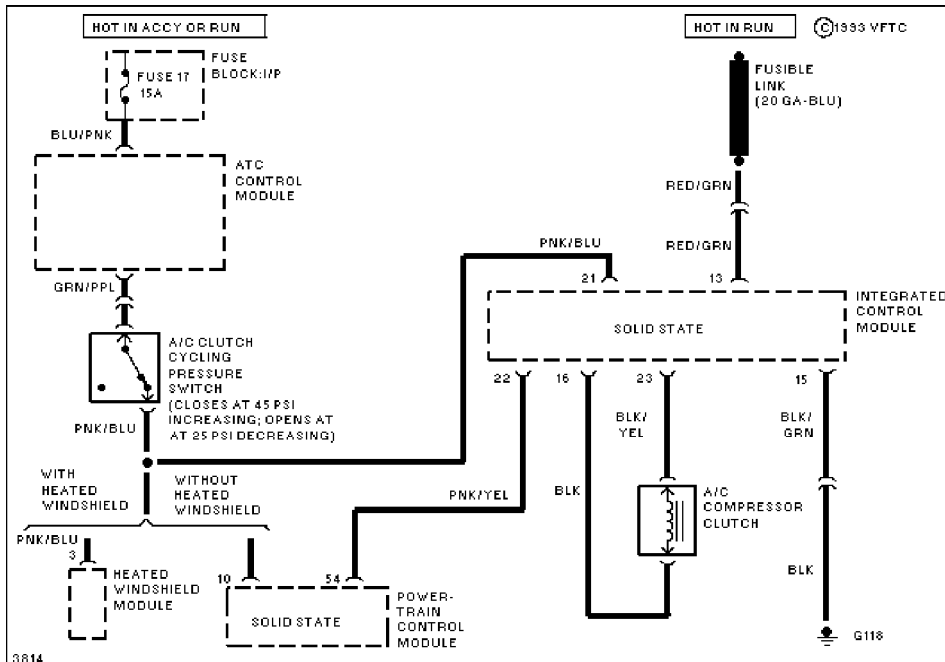 HOT IN ACCY OR RUN
HOT IN RUN
©1993 VFTC
FUSE
BLOCK:I/P
FUSE 17
15A
FUSIBLE
LINK
(20 GA-BLU)
BLU/PNK
ATC
CONTROL
MODULE
RED/GRN
RED/GRN
PNK/BLU
GRN/PPL
21
13
INTEGRATED
CONTROL
MODULE
SOLID STATE
A/C CLUTCH
CYCLING
PRESSURE
SWITCH
(CLOSES AT 45 PSI
INCREASING; OPENS AT
AT 25 PSI DECREASING)
22
16
23
15
PNK/BLU
BLK/
YEL
BLK/
GRN
WITH
HEATED
WINDSHIELD
WITHOUT
HEATED
WINDSHIELD
PNK/YEL
BLK
A/C
COMPRESSOR
CLUTCH
PNK/BLU
3
HEATED
WINDSHIELD
MODULE
10
54
SOLID STATE
POWER-
TRAIN
CONTROL
MODULE
BLK
G118
3814